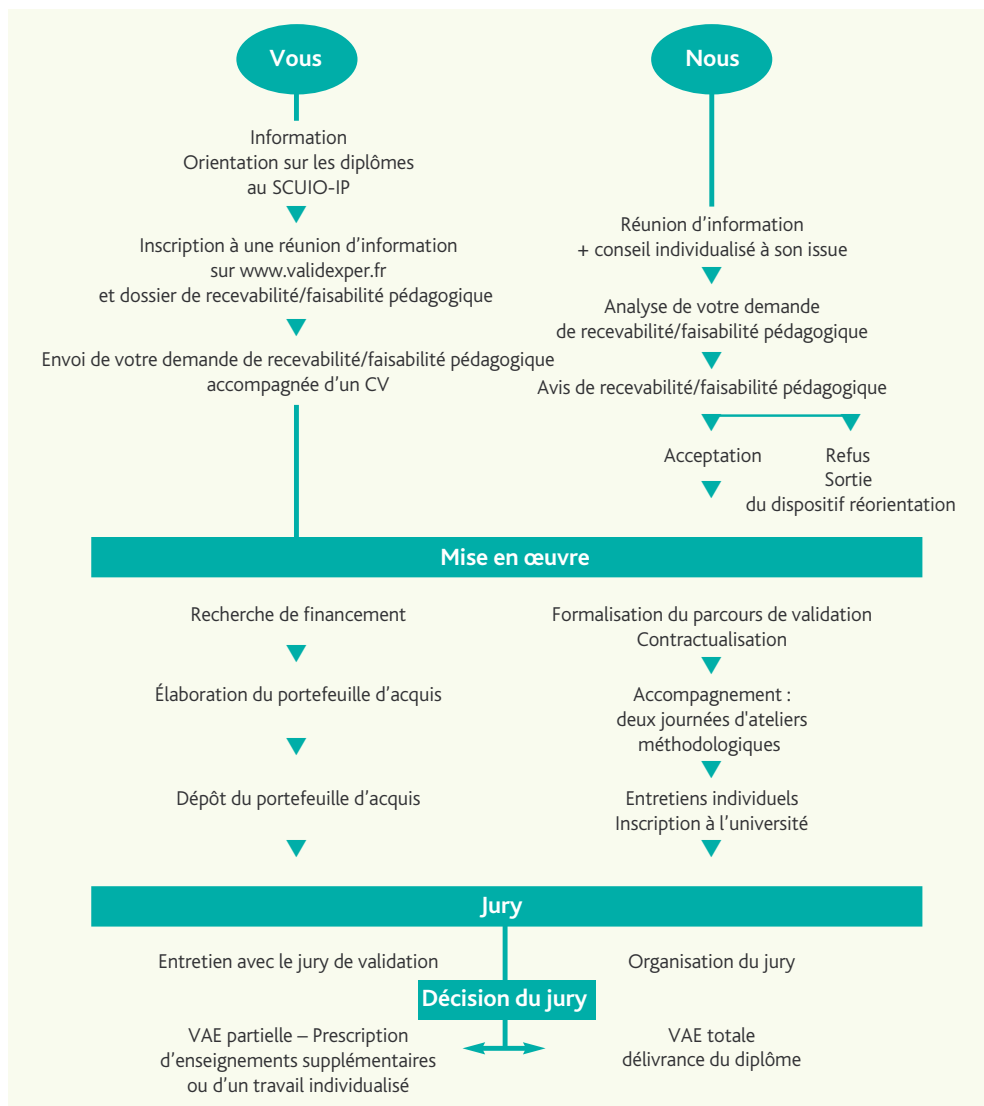 Vous
Information
Orientation sur les diplômes
au SCUIO-IP
Inscription à une réunion d’information
sur www.validexper.fr
et dossier de recevabilité/faisabilité pédagogique
Envoi de votre demande de recevabilité/faisabilité pédagogique
accompagnée d’un CV
Nous
Réunion d’information
+ conseil individualisé à son issue
Analyse de votre demande
de recevabilité/faisabilité pédagogique
Avis de recevabilité/faisabilité pédagogique
Acceptation
Refus
Sortie
du dispositif réorientation
Mise en œuvre
Recherche de financement
Élaboration du portefeuille d’acquis
Dépôt du portefeuille d’acquis
Formalisation du parcours de validation
Contractualisation
Accompagnement :
deux journées d'ateliers
méthodologiques
Entretiens individuels
Inscription à l’université
Jury
Entretien avec le jury de validation
Organisation du jury
Décision du jury
VAE partielle – Prescription
d’enseignements supplémentaires
ou d’un travail individualisé
VAE totale
délivrance du diplôme